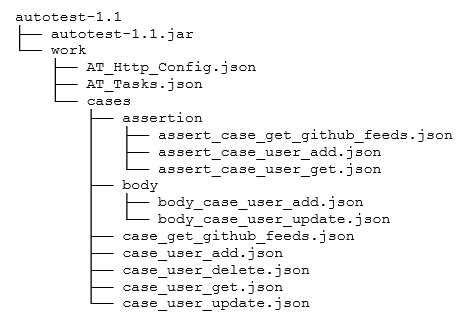 autotest-1.1
├── autotest-1.1.jar
└── work
    ├── AT_Http_Config.json
    ├── AT_Tasks.json
    └── cases
        ├── assertion
        │   ├── assert_case_get_github_feeds.json
        │   ├── assert_case_user_add.json
        │   └── assert_case_user_get.json
        ├── body
        │   ├── body_case_user_add.json
        │   └── body_case_user_update.json
        ├── case_get_github_feeds.json
        ├── case_user_add.json
        ├── case_user_delete.json
        ├── case_user_get.json
        └── case_user_update.json